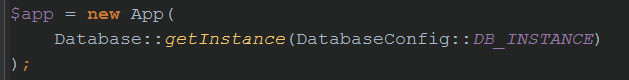 $app = new App(
    Database::getInstance(DatabaseConfig::DB_INSTANCE)
);